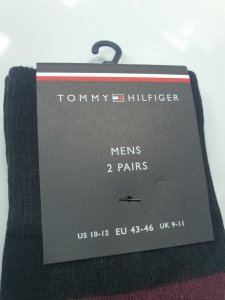 TOMMY HILFIGER
MENS
2 PAIRS
US 10-12 EU 43-46 UK 9-11